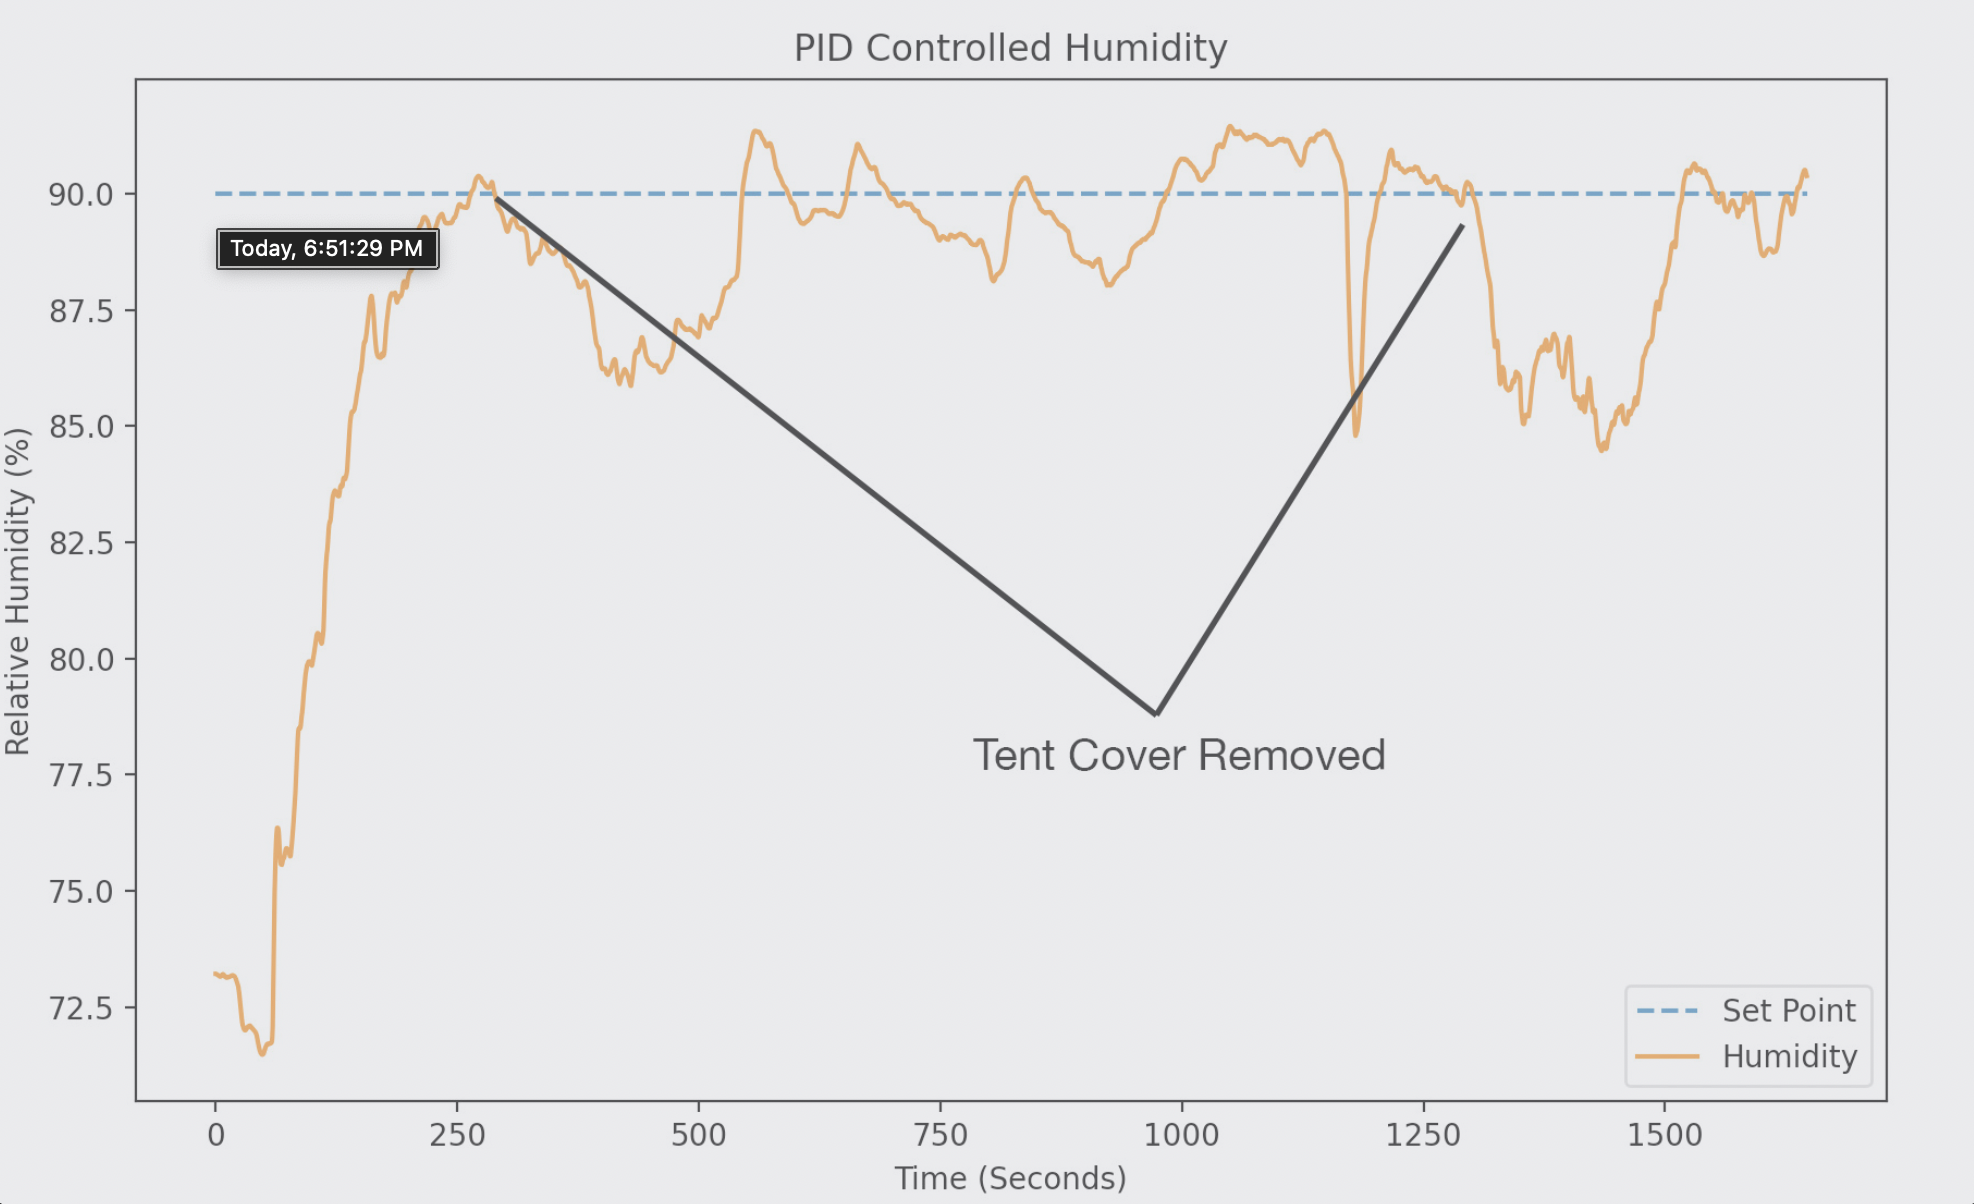 PID Controlled Humidity
90.0
Today, 6:51:29 PM
87.5
85.0
82.5
80.0
77.5
75.0
72.5
Relative Humidity (%)
Tent Cover Removed
Set Point
Humidity
0 250 500 750 1000 1250 1500
Time (Seconds)